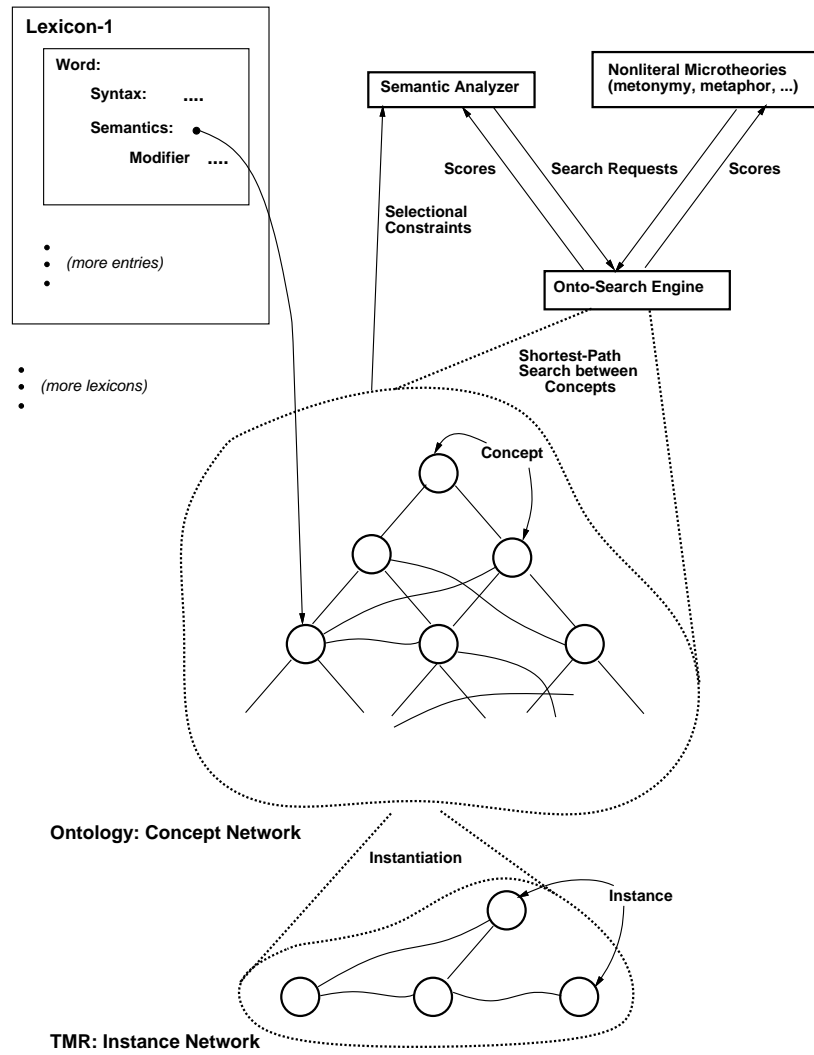 Lexicon-1
Word:
Syntax: ....
Semantics:
Modifier ....
(more entries)
(more lexicons)
Semantic Analyzer
Nonliteral Microtheories
(metonymy, metaphor, ...)
Scores
Search Requests
Scores
Selectional
Constraints
Onto-Search Engine
Shortest-Path
Search between
Concepts
Concept
Ontology: Concept Network
Instantiation
Instance
TMR: Instance Network